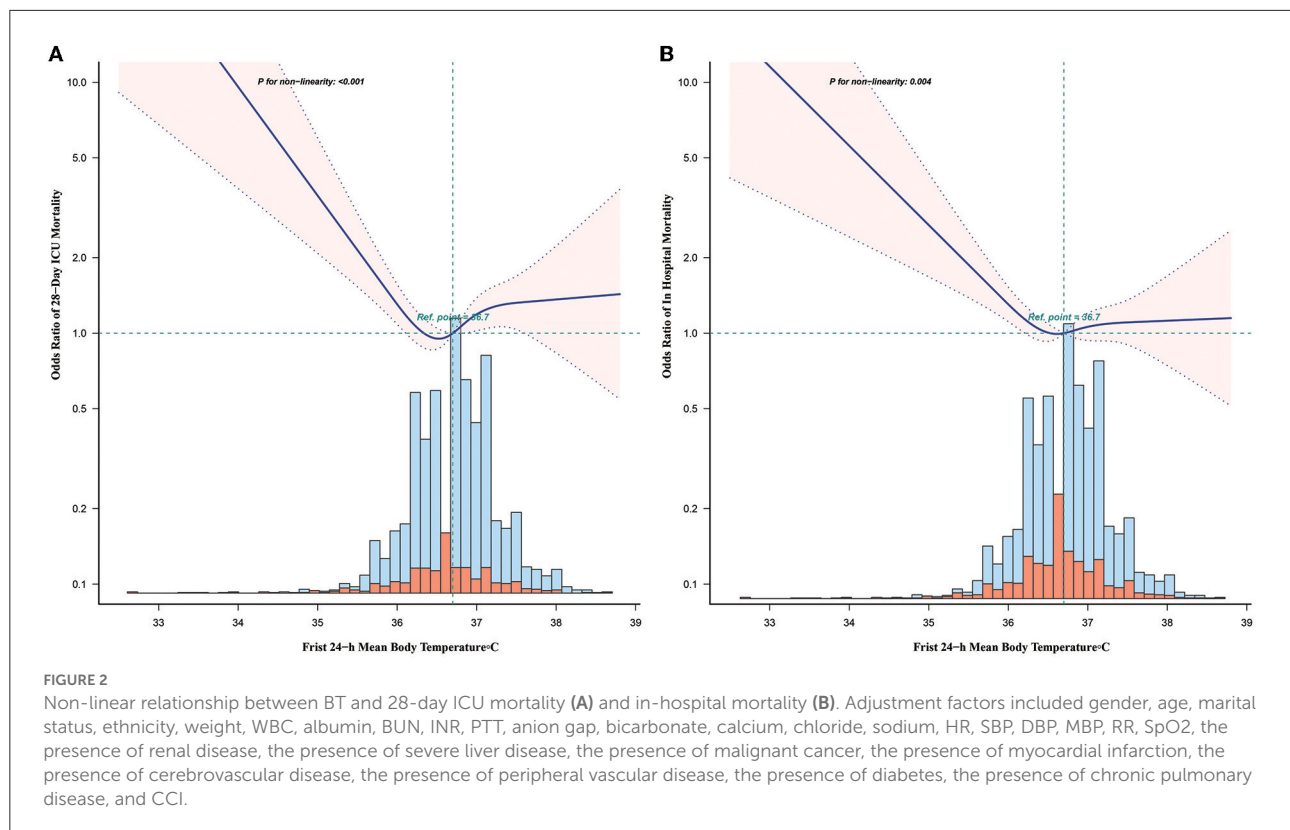 A
P for non−linearity: <0.001
Odds Ratio of 28−Day ICU Mortality
10.0
5.0
2.0
1.0
0.5
0.2
0.1
Ref. point = 36.7
33
34
35
36
37
38
39
Frist 24−h Mean Body Temperature°C
B
P for non−linearity: 0.004
Odds Ratio of In Hospital Mortality
10.0
5.0
2.0
1.0
0.5
0.2
0.1
Ref. point = 36.7
33
34
35
36
37
38
39
Frist 24−h Mean Body Temperature°C
FIGURE 2
Non-linear relationship between BT and 28-day ICU mortality (A) and in-hospital mortality (B). Adjustment factors included gender, age, marital
status, ethnicity, weight, WBC, albumin, BUN, INR, PTT, anion gap, bicarbonate, calcium, chloride, sodium, HR, SBP, DBP, MBP, RR, SpO2, the
presence of renal disease, the presence of severe liver disease, the presence of malignant cancer, the presence of myocardial infarction, the
presence of cerebrovascular disease, the presence of peripheral vascular disease, the presence of diabetes, the presence of chronic pulmonary
disease, and CCI.